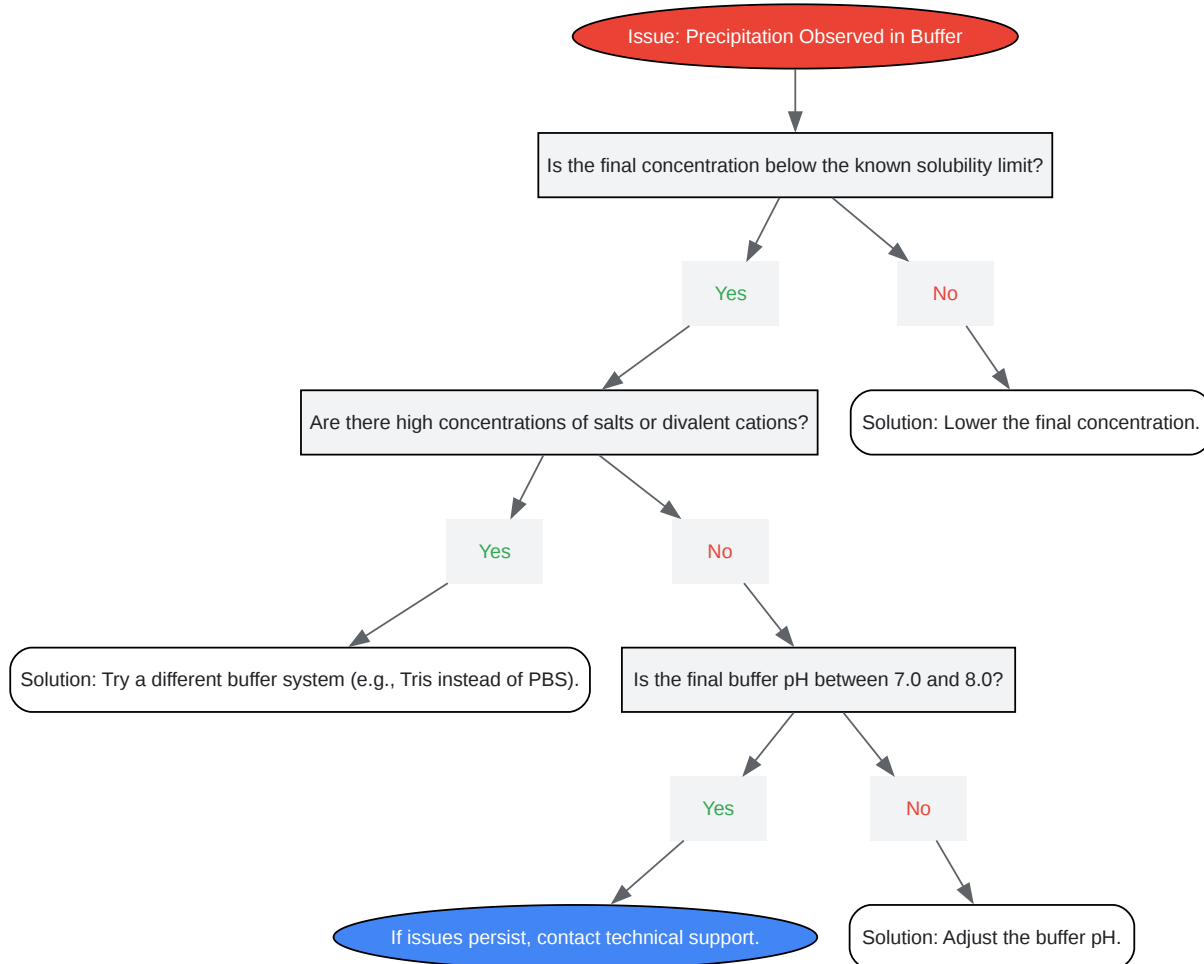 Issue: Precipitation Observed in Buffer
Is the final concentration below the known solubility limit?
Yes
No
Are there high concentrations of salts or divalent cations?
Solution: Lower the final concentration.
Yes
No
Solution: Try a different buffer system (e.g., Tris instead of PBS).
Is the final buffer pH between 7.0 and 8.0?
Yes
No
If issues persist, contact technical support.
Solution: Adjust the buffer pH.